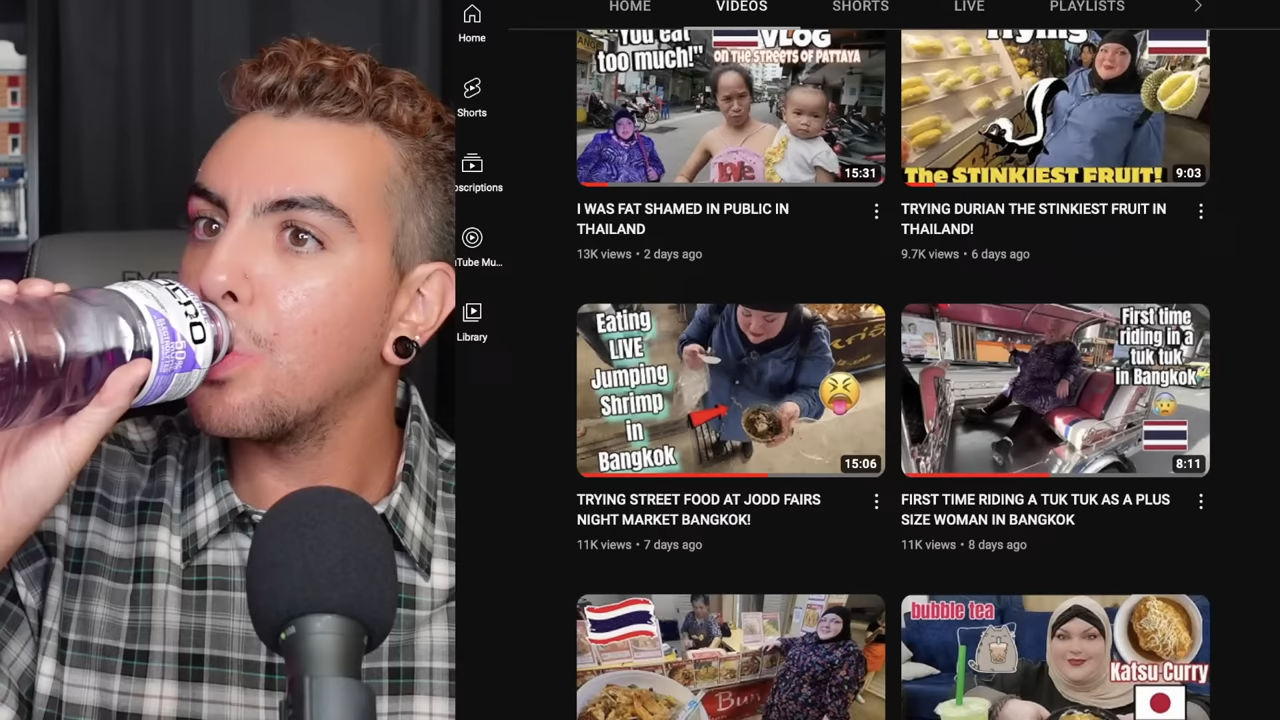 HOME
VIDEOS
SHORTS
LIVE
PLAYLISTS
Home
Shorts
Library
"You eat
too much!"
VLOG
on the STREETS OF PATTAYA
LOVE
15:31
I WAS FAT SHAMED IN PUBLIC IN
THAILAND
13K views • 2 days ago
Trying
The STINKIEST FRUIT!
9:03
TRYING DURIAN THE STINKIEST FRUIT IN
THAILAND!
9.7K views • 6 days ago
Eating
LIVE
Jumping
Shrimp
in
Bangkok
15:06
TRYING STREET FOOD AT JODD FAIRS
NIGHT MARKET BANGKOK!
11K views • 7 days ago
First time
riding in a
tuk tuk
in Bangkok
8:11
FIRST TIME RIDING A TUK TUK AS A PLUS
SIZE WOMAN IN BANGKOK
11K views • 8 days ago
bubble tea
Katsu Curry